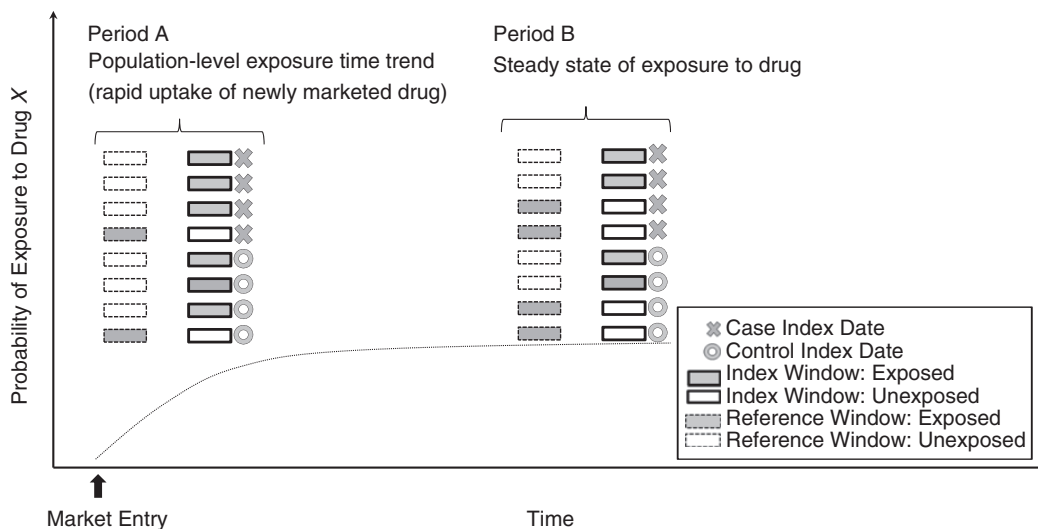 Period A
Population-level exposure time trend
(rapid uptake of newly marketed drug)
Period B
Steady state of exposure to drug
Probability of Exposure to Drug X
Case Index Date
Control Index Date
Index Window: Exposed
Index Window: Unexposed
Reference Window: Exposed
Reference Window: Unexposed
Market Entry
Time